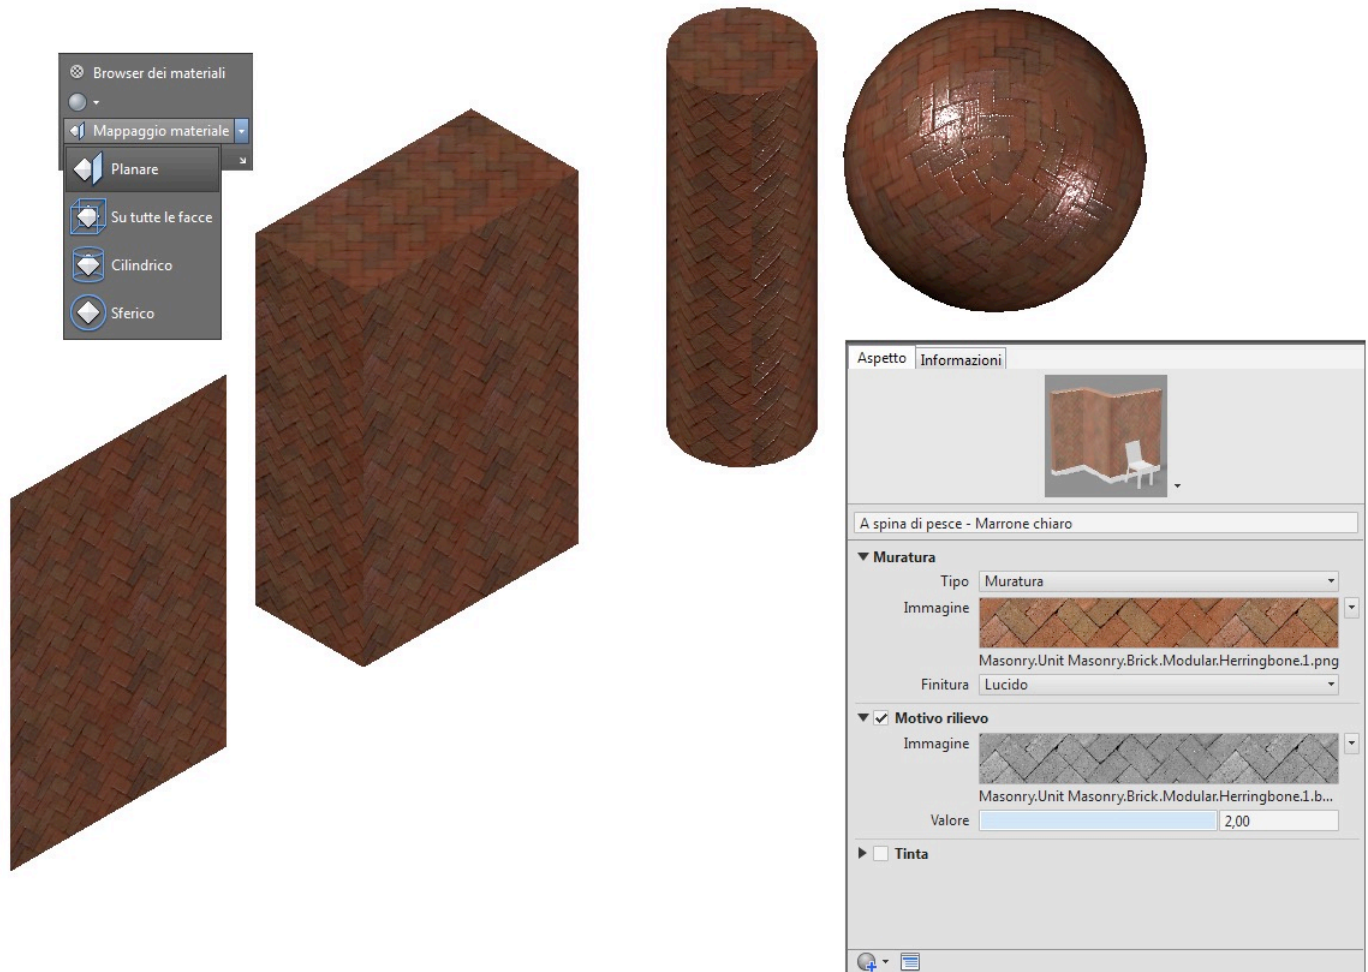 Browser dei materiali
Mappaggio materiale
Planare
Su tutte le facce
Cilindrico
Sferico
Aspetto Informazioni
A spina di pesce - Marrone chiaro
Muratura
Tipo Muratura
Immagine
Masonry.Unit Masonry.Brick.Modular.Herringbone.1.png
Finitura Lucido
Motivo rilievo
Immagine
Masonry.Unit Masonry.Brick.Modular.Herringbone.1.b...
Valore 2,00
Tinta